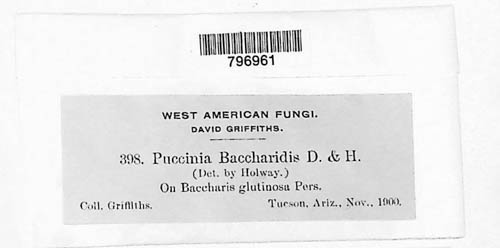 796961
WEST AMERICAN FUNGI.
DAVID GRIFFITHS.
398. Puccinia Baccharidis D. & H.
(Det. by Holway.)
On Baccharis glutinosa Pers.
Coll. Griffiths. Tucson, Ariz., Nov., 1900.